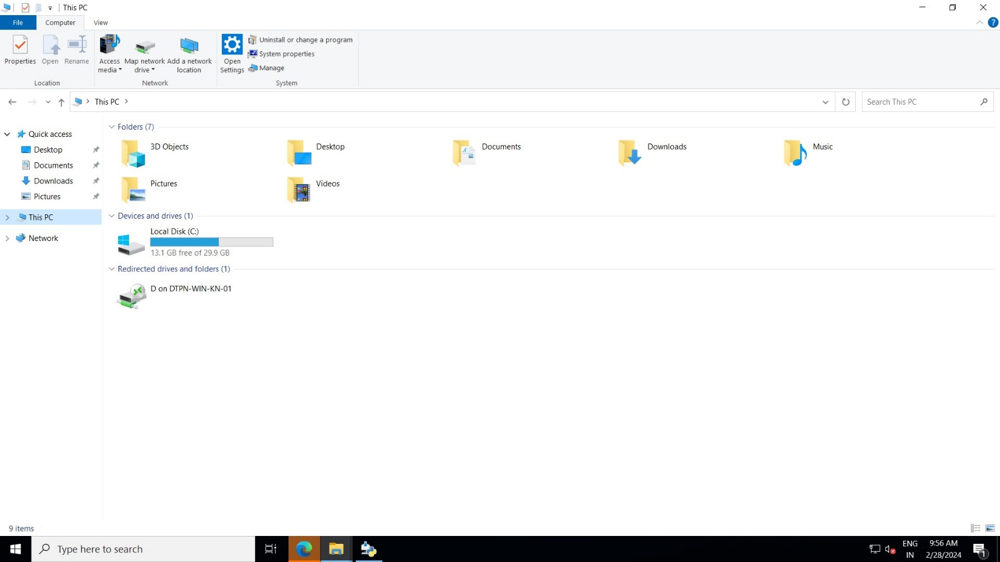 This PC
File
Computer
View
Properties
Open
Rename
Access media
Map network drive
Add a network location
Open Settings
Uninstall or change a program
System properties
Manage
Location
Network
System
This PC
Search This PC
Quick access
Desktop
Documents
Downloads
Pictures
This PC
Network
Folders (7)
3D Objects
Desktop
Documents
Downloads
Music
Pictures
Videos
Devices and drives (1)
Local Disk (C:)
13.1 GB free of 29.9 GB
Redirected drives and folders (1)
D on DTPN-WIN-KN-01
9 items
Type here to search
ENG
IN
9:56 AM
2/28/2024
1